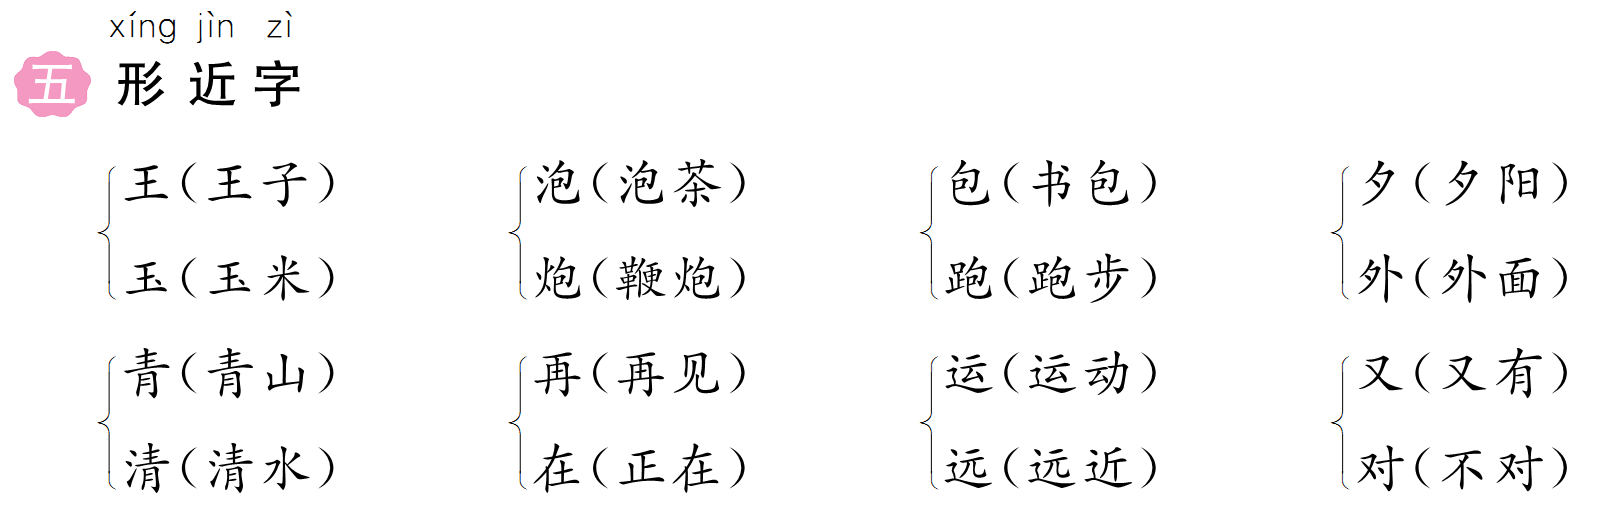 xíng jìn zì
五 形近字
王(王子) 泡(泡茶) 包(书包) 夕(夕阳)
玉(玉米) 炮(鞭炮) 跑(跑步) 外(外面)
青(青山) 再(再见) 运(运动) 又(又有)
清(清水) 在(正在) 远(远近) 对(不对)